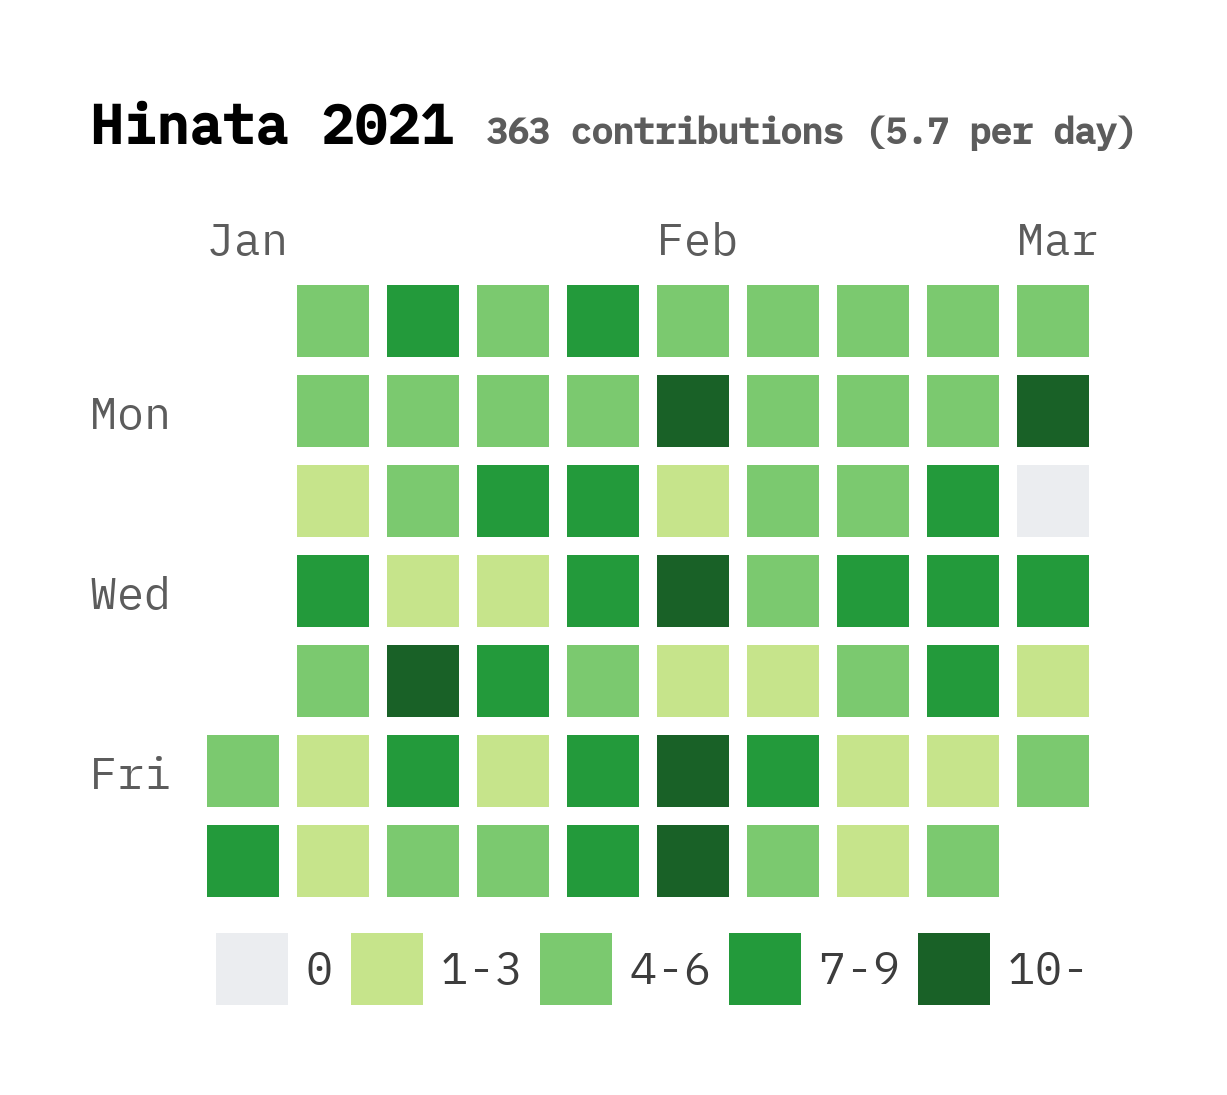 Hinata 2021 363 contributions (5.7 per day)
Jan Feb Mar
Mon
Wed
Fri
0 1-3 4-6 7-9 10-